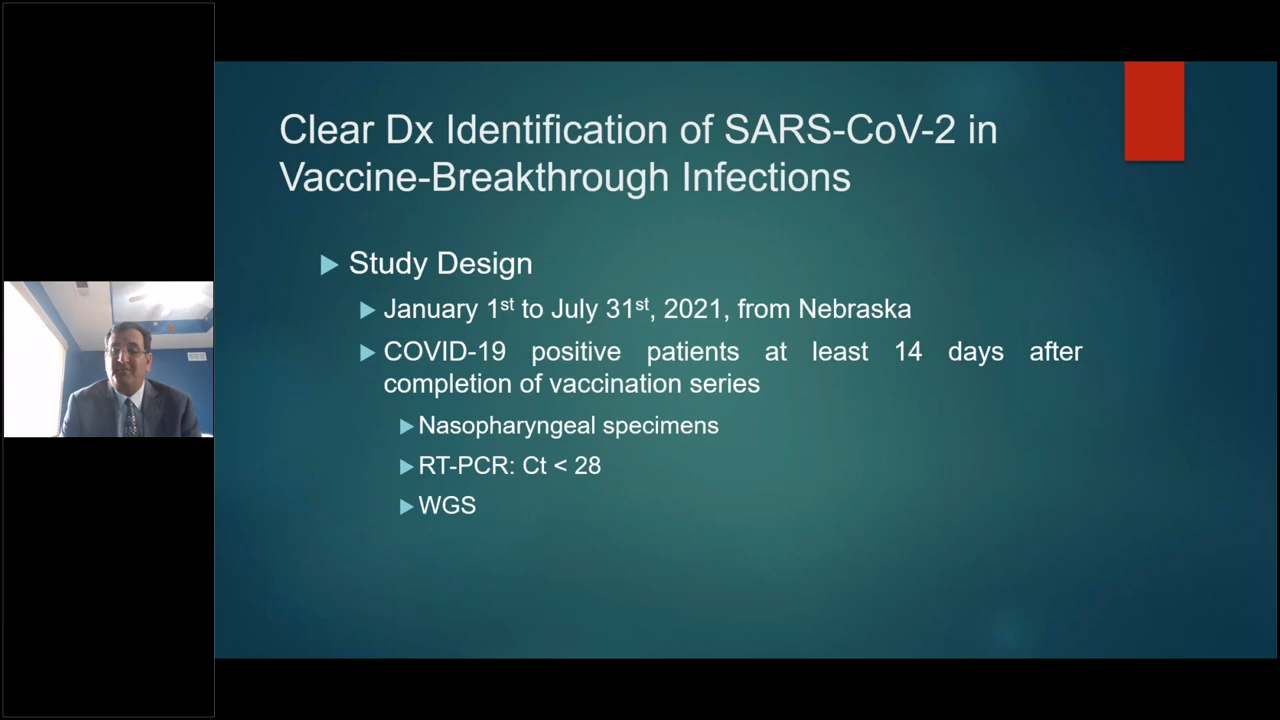 Clear Dx Identification of SARS-CoV-2 in
Vaccine-Breakthrough Infections
Study Design
January 1st to July 31st, 2021, from Nebraska
COVID-19 positive patients at least 14 days after
completion of vaccination series
Nasopharyngeal specimens
RT-PCR: Ct < 28
WGS